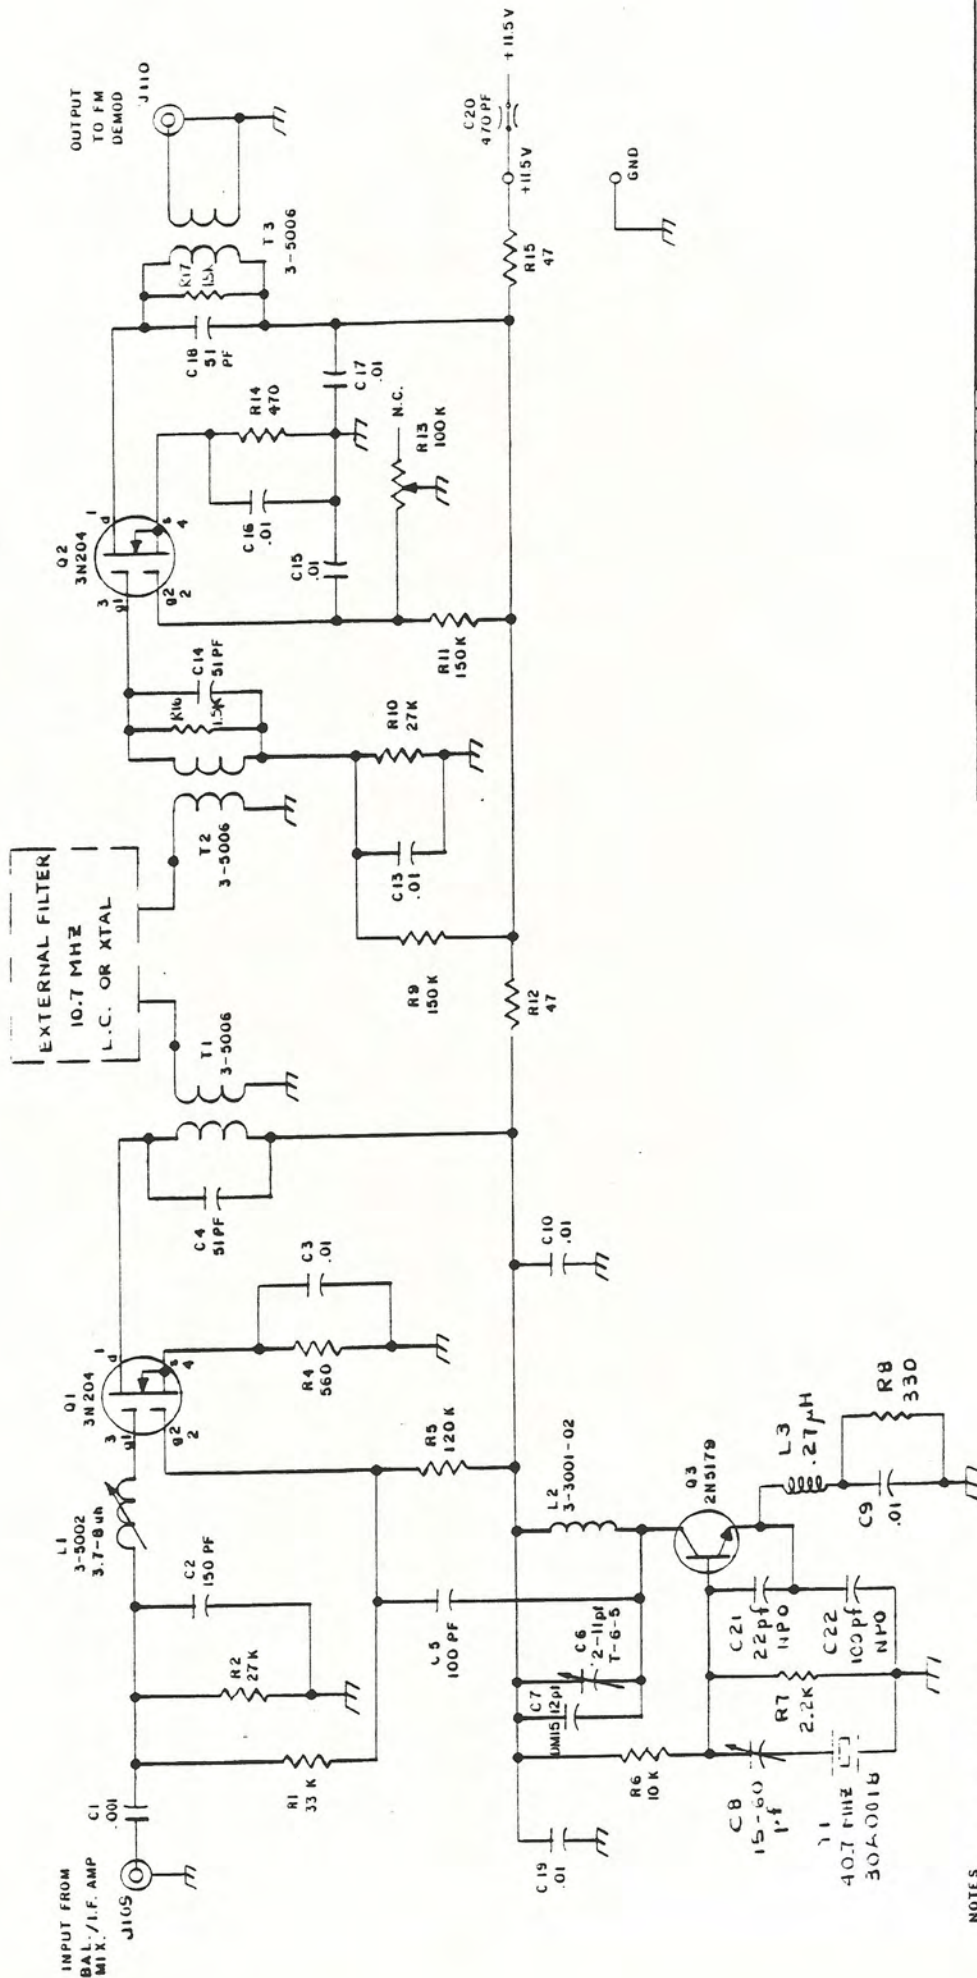 INPUT FROM
BAL./I.F. AMP
MIX.
J105
C1
.001
R1
33 K
R2
27K
C2
150 PF
L1
3-5002
3.7-8uh
Q1
3N204
3
g1
g2
2
1
d
s
4
R4
560
C3
.01
R5
120 K
C5
100 PF
C4
51PF
T1
3-5006
EXTERNAL FILTER
10.7 MHZ
L.C. OR XTAL
T2
3-5006
R16
1.5K
C14
51PF
R9
150K
C13
.01
R10
27K
Q2
3N204
3
g1
g2
2
1
d
s
4
R11
150K
C15
.01
C16
.01
R14
470
C17
.01
R13
100K
N.C.
C18
51
PF
R17
1.5K
T3
3-5006
OUTPUT
TO FM
DEMOD
J110
R12
47
R15
47
+11.5V
C20
470PF
+11.5V
GND
C10
.01
C19
.01
R6
10K
C7
DM15 12pf
C6
2-11pf
T-6-5
L2
3-3001-02
Q3
2N5179
C8
15-60
Pf
Y1
40.7 MHZ
30A001B
R7
2.2K
C21
22pf
NPO
C22
100pf
NPO
L3
.27μH
C9
.01
R8
330
NOTES